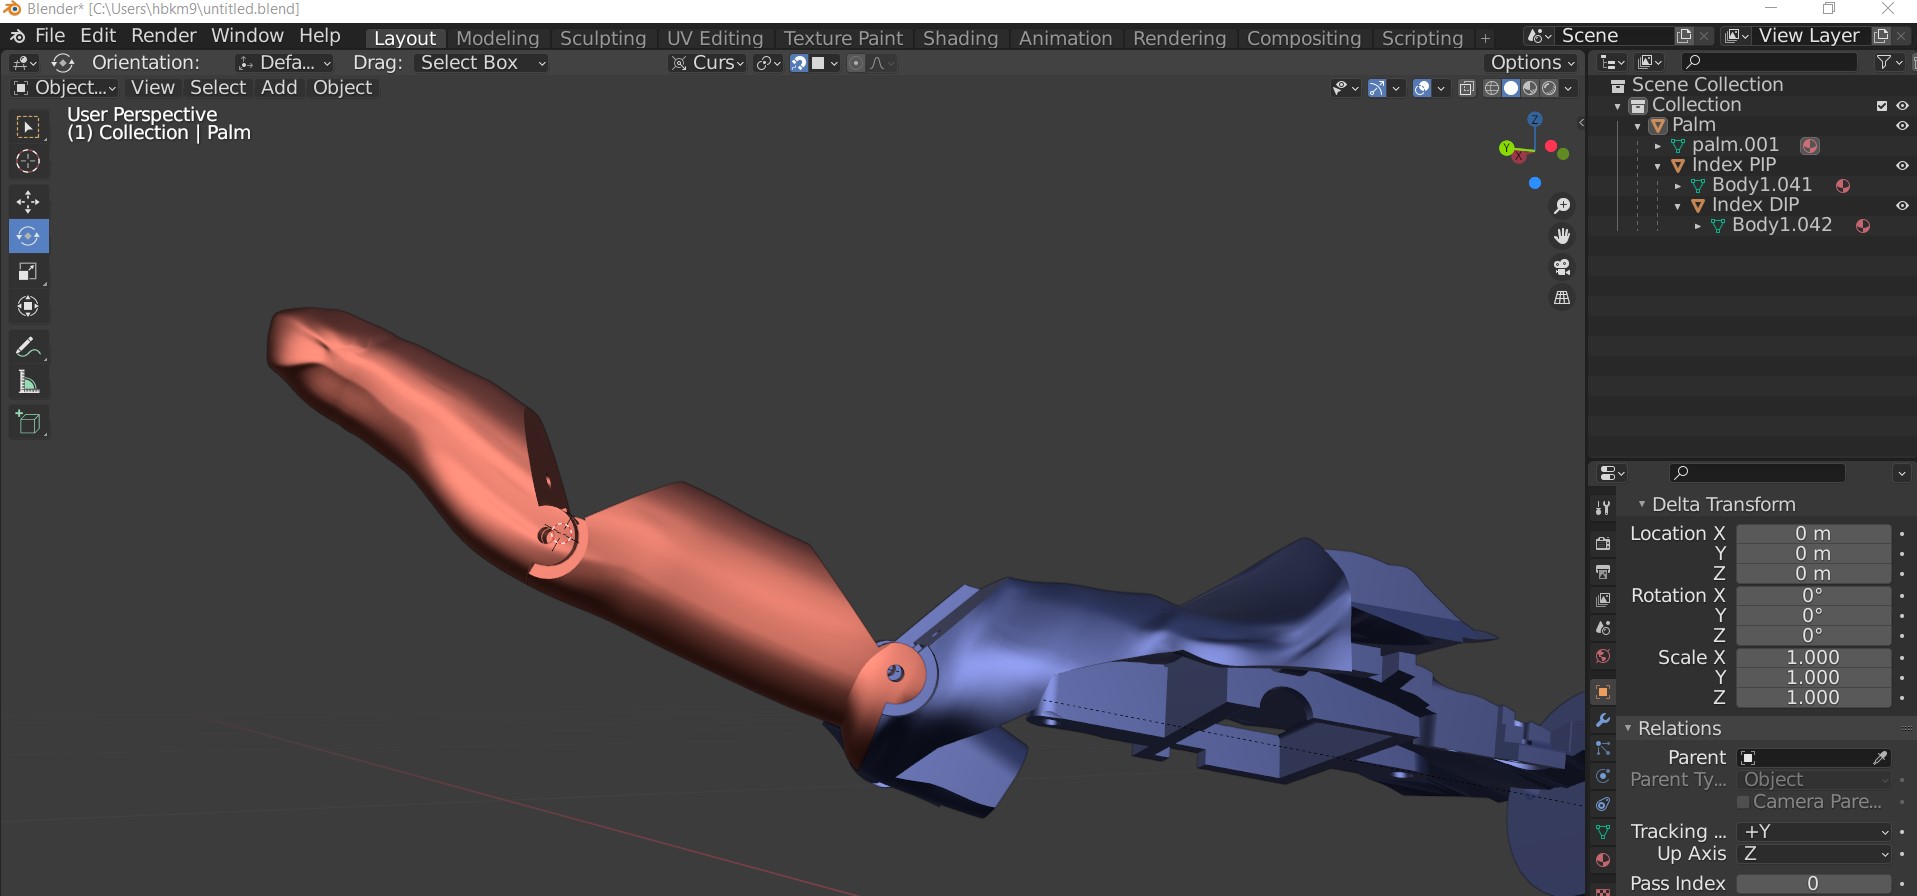 Blender* [C:\Users\hbkm9\untitled.blend]
File Edit Render Window Help Layout Modeling Sculpting UV Editing Texture Paint Shading Animation Rendering Compositing Scripting + Scene View Layer
Orientation: Defa... Drag: Select Box Curs Options
Object... View Select Add Object
User Perspective
(1) Collection | Palm
Z
Y
X
Scene Collection
Collection
Palm
palm.001
Index PIP
Body1.041
Index DIP
Body1.042
Delta Transform
Location X 0 m
Y 0 m
Z 0 m
Rotation X 0°
Y 0°
Z 0°
Scale X 1.000
Y 1.000
Z 1.000
Relations
Parent
Parent Ty... Object
Camera Pare...
Tracking ... +Y
Up Axis Z
Pass Index 0